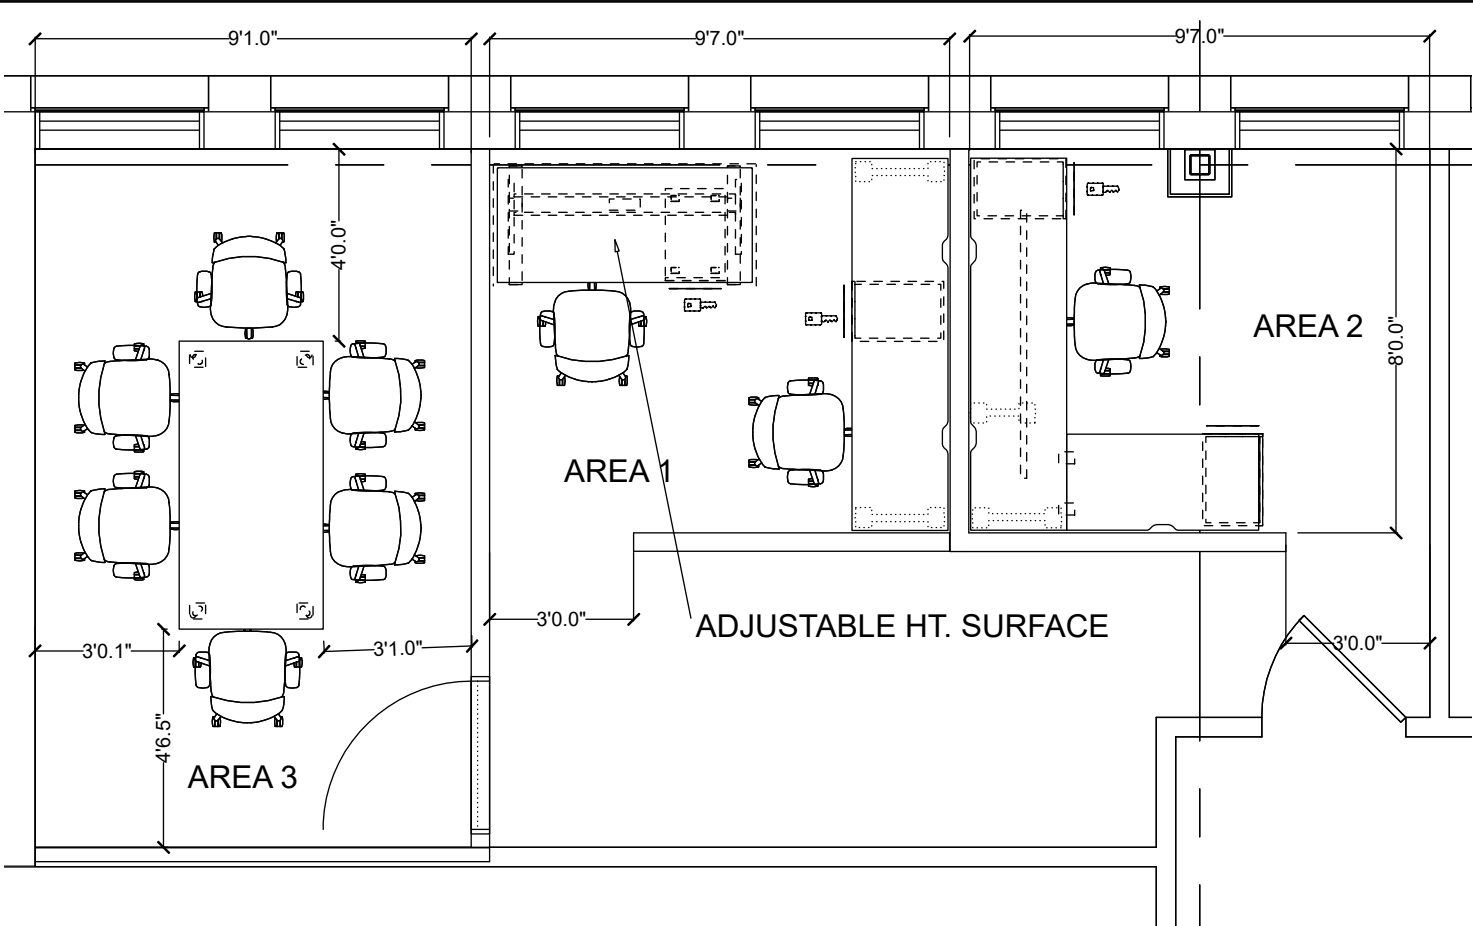 9'1.0"
9'7.0"
9'7.0"
4'0.0"
AREA 2
8'0.0"
AREA 1
3'0.0"
ADJUSTABLE HT. SURFACE
3'0.1"
3'1.0"
3'0.0"
4'6.5"
AREA 3